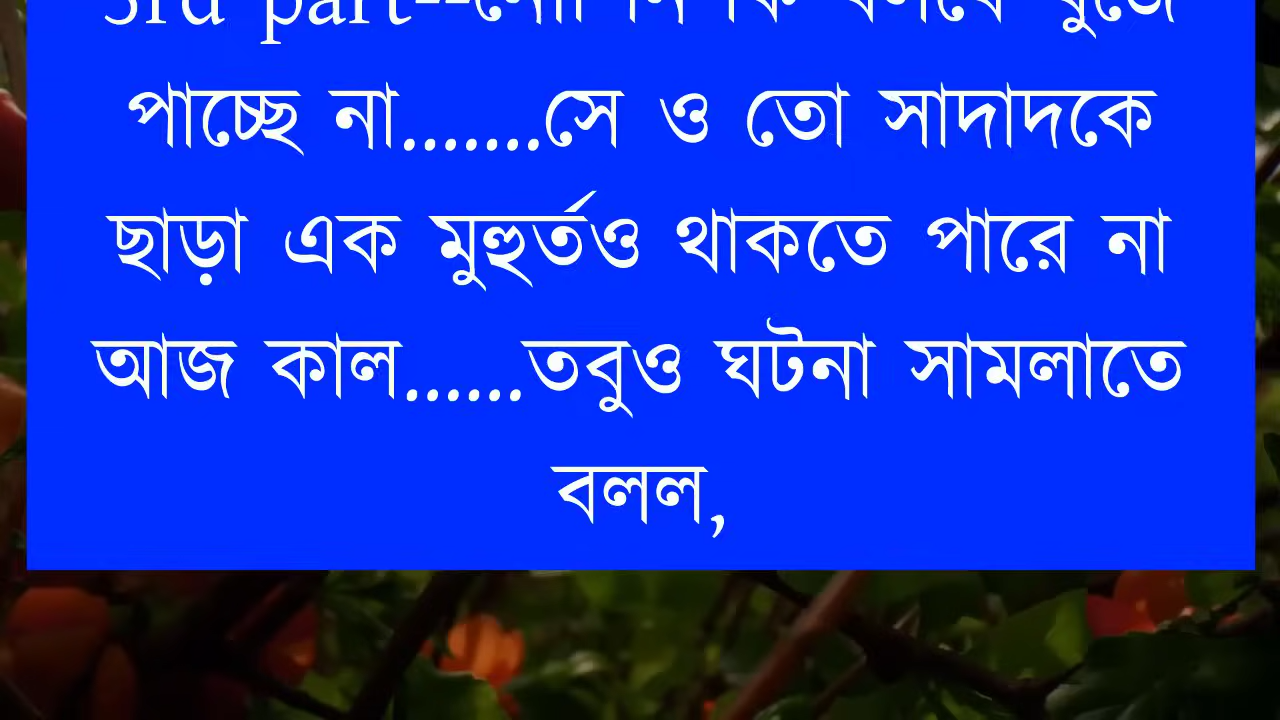 3rd part--মৌ কি বলবে বুজে
পাচ্ছে না.......সে ও তো সাদাদকে
ছাড়া এক মুহুর্তও থাকতে পারে না
আজ কাল......তবুও ঘটনা সামলাতে
বলল,